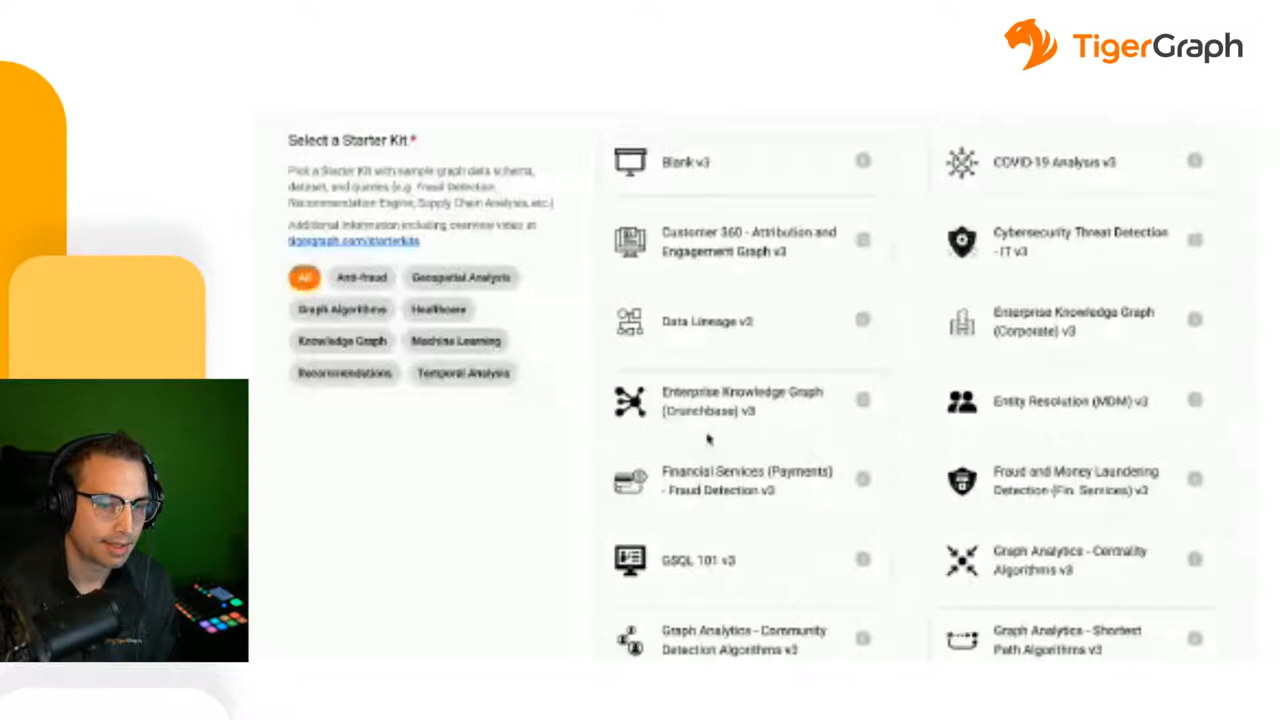 TigerGraph
Select a Starter Kit*
Pick a Starter Kit with sample graph data schema,
dataset, and queries (e.g. Fraud Detection,
Recommendation Engine, Supply Chain Analysis, etc.)
Additional information including overview video at
tigergraph.com/starterkits
All
Anti-fraud
Geospatial Analysis
Graph Algorithms
Healthcare
Knowledge Graph
Machine Learning
Recommendations
Temporal Analysis
Blank v3
COVID-19 Analysis v3
Customer 360 - Attribution and
Engagement Graph v3
Cybersecurity Threat Detection
- IT v3
Data Lineage v3
Enterprise Knowledge Graph
(Corporate) v3
Enterprise Knowledge Graph
(Crunchbase) v3
Entity Resolution (MDM) v3
Financial Services (Payments)
- Fraud Detection v3
Fraud and Money Laundering
Detection (Fin. Services) v3
GSQL 101 v3
Graph Analytics - Centrality
Algorithms v3
Graph Analytics - Community
Detection Algorithms v3
Graph Analytics - Shortest
Path Algorithms v3